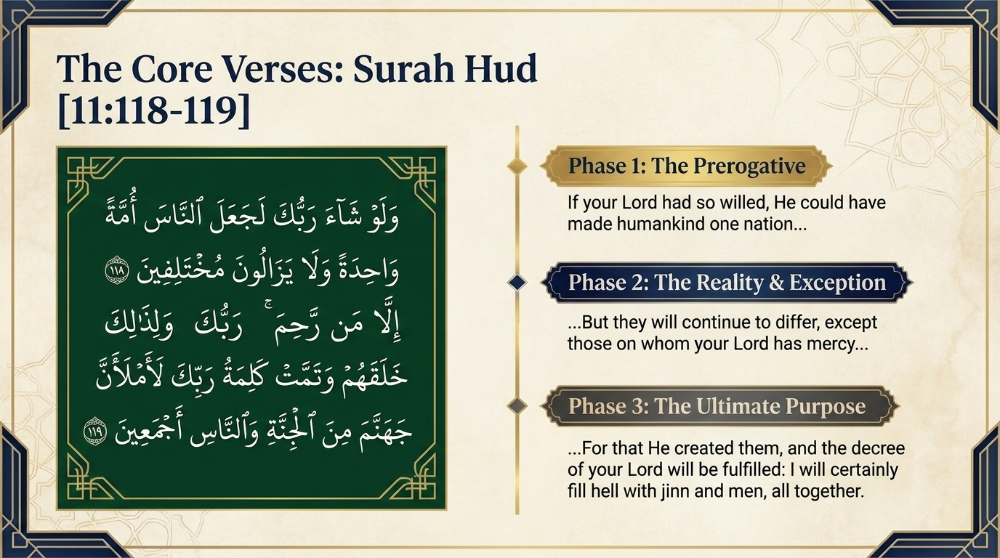 The Core Verses: Surah Hud
[11:118-119]
وَلَوْ شَآءَ رَبُّكَ لَجَعَلَ ٱلنَّاسَ أُمَّةً
وَاحِدَةً وَلَا يَزَالُونَ مُخْتَلِفِينَ ١١٨
إِلَّا مَن رَّحِمَ ۚ رَبُّكَ وَلِذَٰلِكَ
خَلَقَهُمْ وَتَمَّتْ كَلِمَةُ رَبِّكَ لَأَمْلَأَنَّ
جَهَنَّمَ مِنَ ٱلْجِنَّةِ وَٱلنَّاسِ أَجْمَعِينَ ١١٩
Phase 1: The Prerogative
If your Lord had so willed, He could have
made humankind one nation...
Phase 2: The Reality & Exception
...But they will continue to differ, except
those on whom your Lord has mercy...
Phase 3: The Ultimate Purpose
...For that He created them, and the decree
of your Lord will be fulfilled: I will certainly
fill hell with jinn and men, all together.